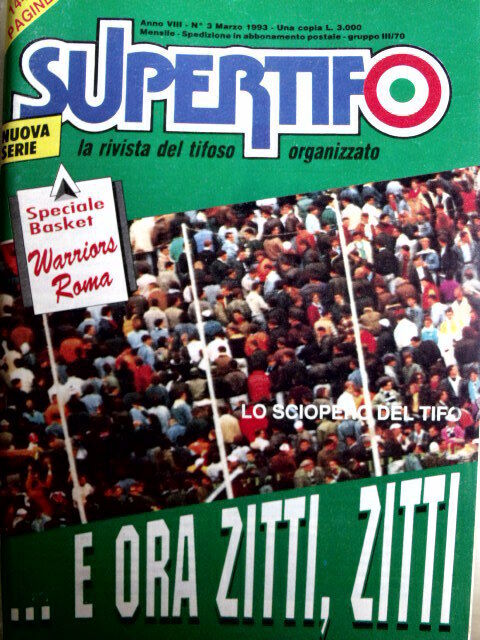 PAGINE
Anno VIII - N° 3 Marzo 1993 - Una copia L. 3.000
Mensile - Spedizione in abbonamento postale - gruppo III/70
SUPERTIFO
NUOVA
SERIE
la rivista del tifoso organizzato
Speciale
Basket
Warriors
Roma
LO SCIOPERO DEL TIFO
... E ORA ZITTI, ZITTI